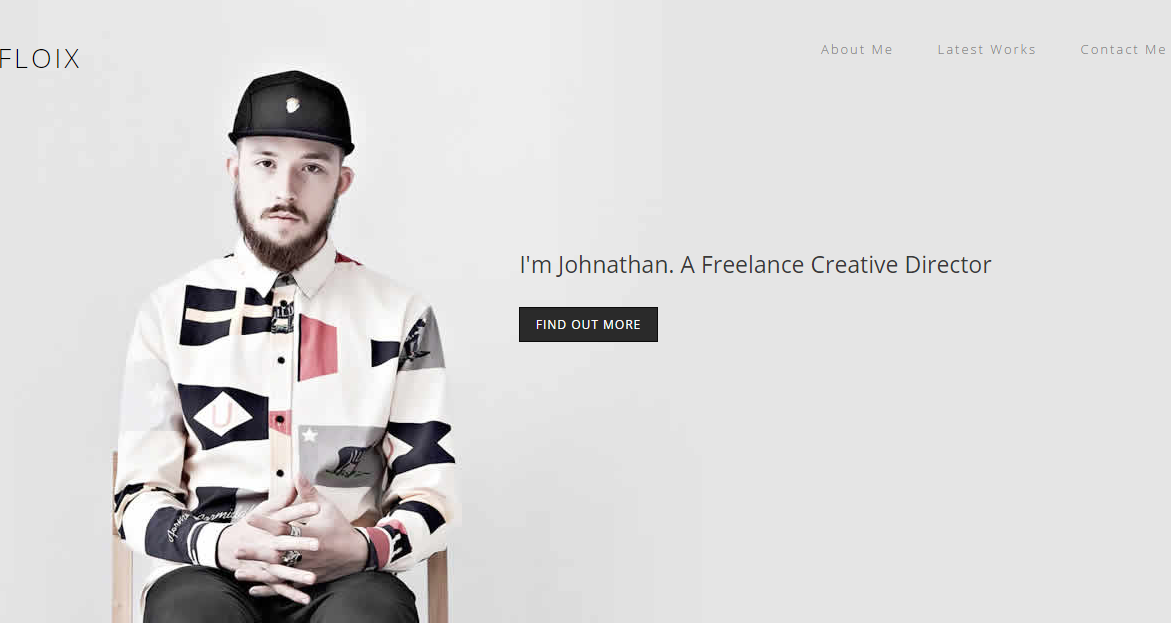 FLOIX
About Me Latest Works Contact Me
I'm Johnathan. A Freelance Creative Director
FIND OUT MORE
U